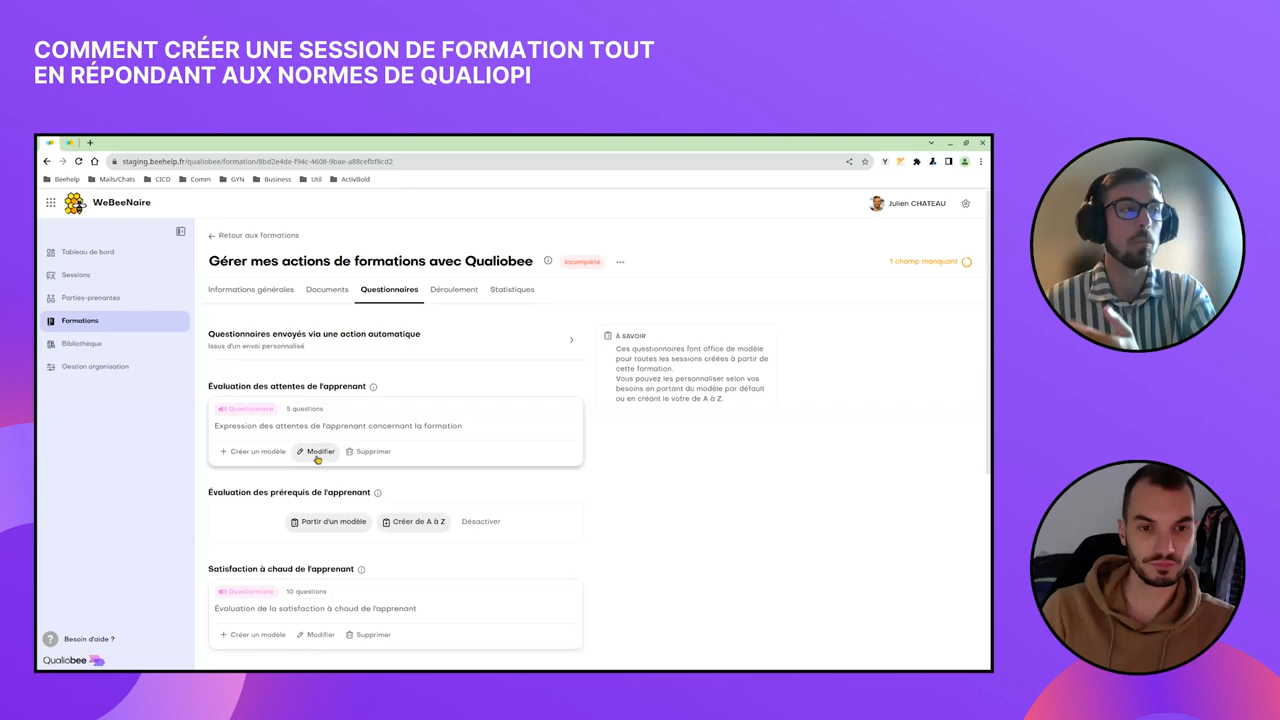 COMMENT CRÉER UNE SESSION DE FORMATION TOUT
EN RÉPONDANT AUX NORMES DE QUALIOPI
staging.beehelp.fr/qualiobee/formation/8bd2e4de-f94c-4608-9bae-a88cefbf8cd2
Beehelp Mails/Chats CICD Comm GYN Business Util ActivBold
WeBeeNaire
Julien CHATEAU
Tableau de bord
Sessions
Parties-prenantes
Formations
Bibliothèque
Gestion organisation
Besoin d'aide ?
Qualiobee
Retour aux formations
Gérer mes actions de formations avec Qualiobee
Incomplète
1 champ manquant
Informations générales Documents Questionnaires Déroulement Statistiques
Questionnaires envoyés via une action automatique
Issus d'un envoi personnalisé
Évaluation des attentes de l'apprenant
Questionnaire 5 questions
Expression des attentes de l'apprenant concernant la formation
Créer un modèle Modifier Supprimer
Évaluation des prérequis de l'apprenant
Partir d'un modèle Créer de A à Z Désactiver
Satisfaction à chaud de l'apprenant
Questionnaire 10 questions
Évaluation de la satisfaction à chaud de l'apprenant
Créer un modèle Modifier Supprimer
À SAVOIR
Ces questionnaires font office de modèle
pour toutes les sessions créées à partir de
cette formation.
Vous pouvez les personnaliser selon vos
besoins en partant du modèle par défaut
ou en créant le votre de A à Z.